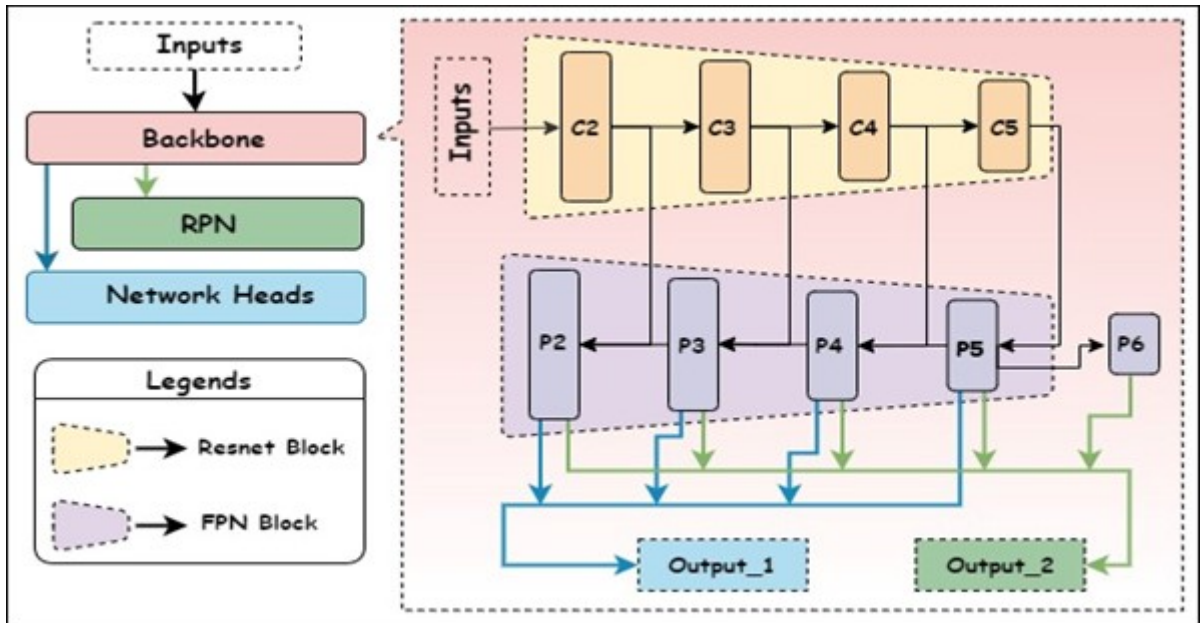 Inputs
Backbone
RPN
Network Heads
Legends
Resnet Block
FPN Block
Inputs
C2
C3
C4
C5
P2
P3
P4
P5
P6
Output_1
Output_2